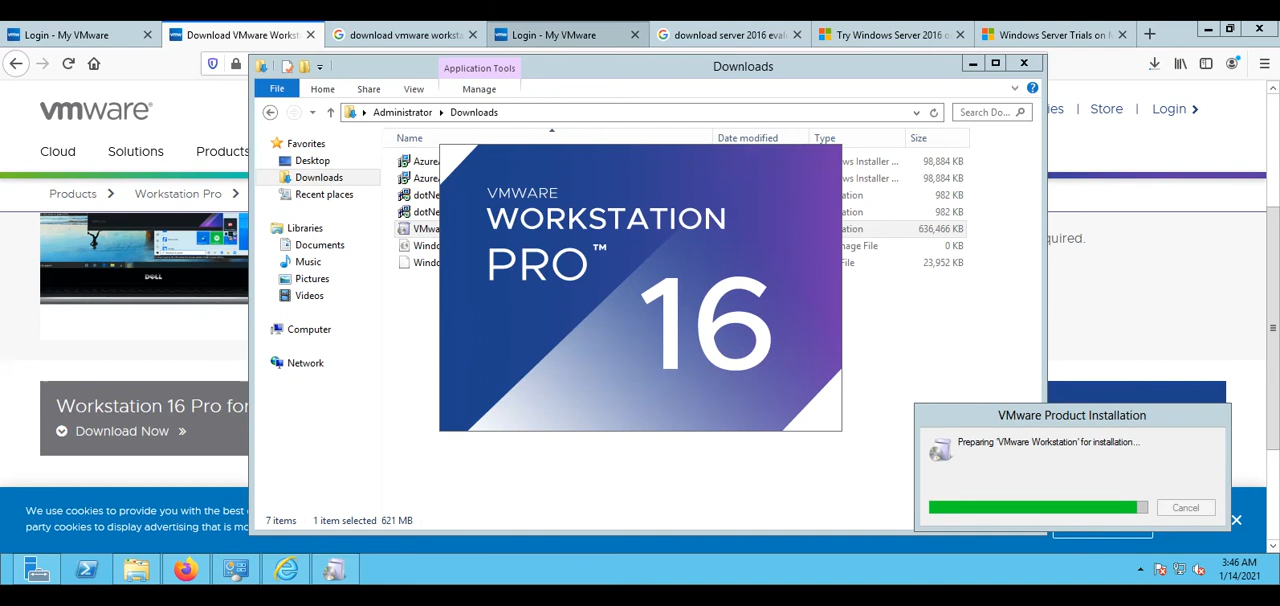 Login - My VMware
Download VMware Workst
download vmware workst
Login - My VMware
download server 2016 eval
Try Windows Server 2016 o
Windows Server Trials on M
vmware
Store
Login
Cloud
Solutions
Products
Products
Workstation Pro
DELL
Workstation 16 Pro for
Download Now
We use cookies to provide you with the best
party cookies to display advertising that is mo
Application Tools
Downloads
File
Home
Share
View
Manage
Administrator
Downloads
Search Do...
Favorites
Desktop
Downloads
Recent places
Libraries
Documents
Music
Pictures
Videos
Computer
Network
Name
Date modified
Type
Size
Azure
ws Installer ...
98,884 KB
Azure
ws Installer ...
98,884 KB
dotNe
ation
982 KB
dotNe
ation
982 KB
VMwa
ation
636,466 KB
Windo
age File
0 KB
Windo
File
23,952 KB
VMWARE
WORKSTATION
PRO™
16
quired.
7 items
1 item selected 621 MB
VMware Product Installation
Preparing 'VMware Workstation' for installation...
Cancel
3:46 AM
1/14/2021